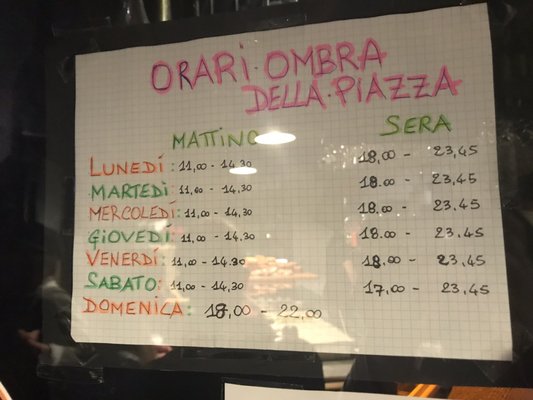 ORARI·OMBRA
DELLA·PIAZZA
MATTINO SERA
LUNEDÍ: 11,00 - 14.30 18,00 - 23,45
MARTEDÌ: 11,00 - 14.30 18.00 - 23.45
MERCOLEDÍ: 11,00 - 14.30 18.00 - 23.45
GIOVEDÌ: 11,00 - 14.30 18.00 - 23.45
VENERDÍ: 11,00 - 14.30 18,00 - 23.45
SABATO: 11,00 - 14.30 17,00 - 23.45
DOMENICA: 18,00 - 22,00